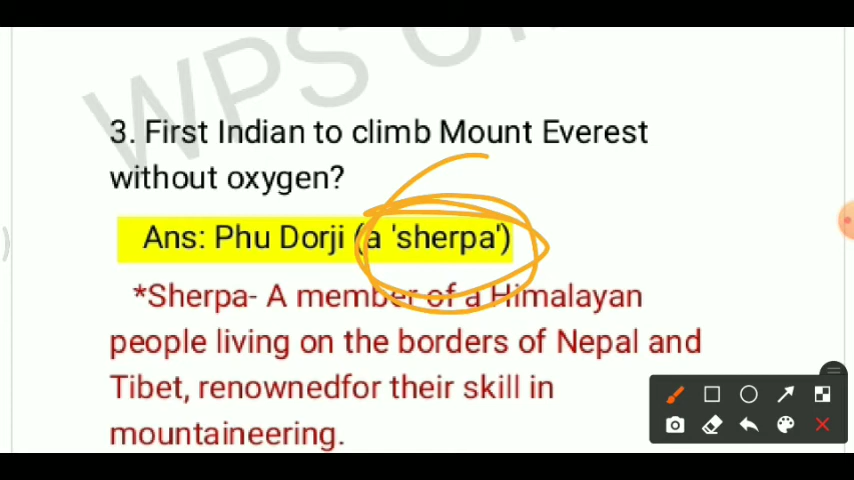 WPS
3. First Indian to climb Mount Everest
without oxygen?
Ans: Phu Dorji (a 'sherpa')
*Sherpa- A member of a Himalayan
people living on the borders of Nepal and
Tibet, renownedfor their skill in
mountaineering.